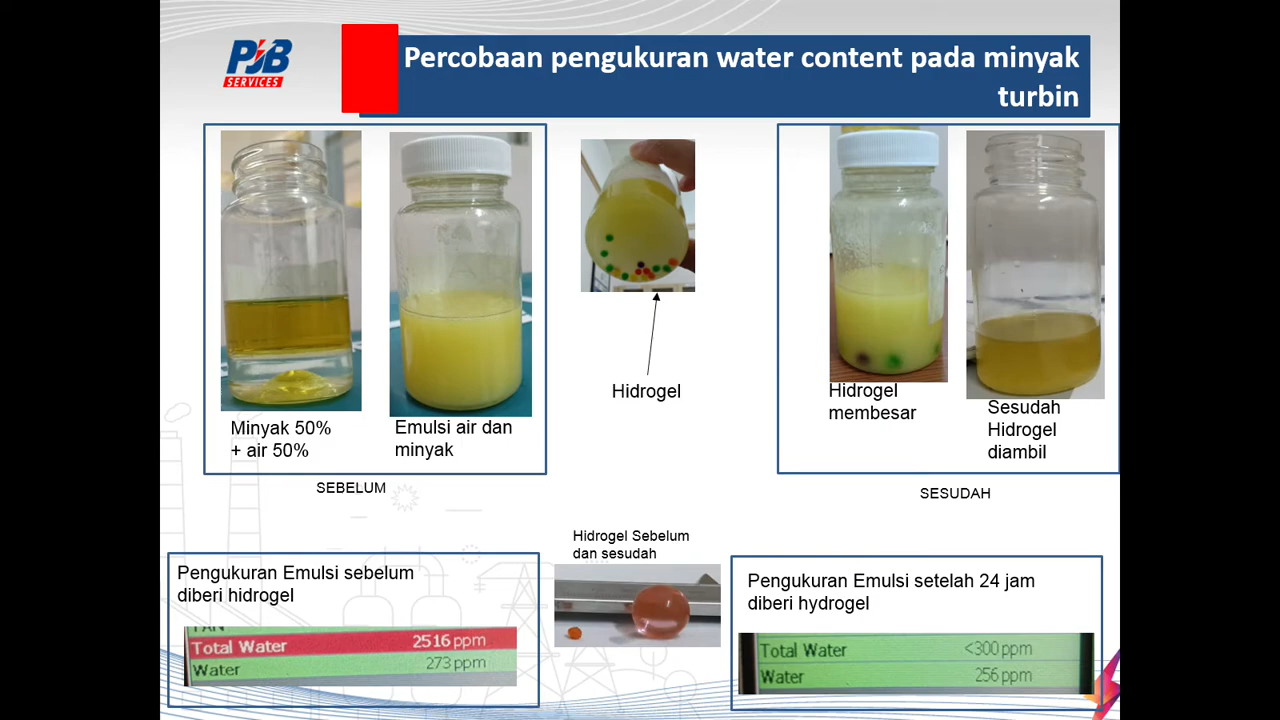 PJB
SERVICES
Percobaan pengukuran water content pada minyak
turbin
Minyak 50%
+ air 50%
Emulsi air dan
minyak
SEBELUM
Hidrogel
Hidrogel
membesar
Sesudah
Hidrogel
diambil
SESUDAH
Pengukuran Emulsi sebelum
diberi hidrogel
TAN
Total Water 2516 ppm
Water 273 ppm
Hidrogel Sebelum
dan sesudah
Pengukuran Emulsi setelah 24 jam
diberi hydrogel
Total Water <300 ppm
Water 256 ppm